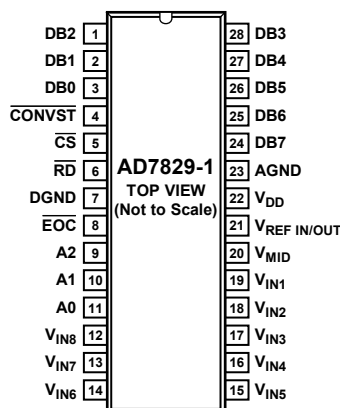 DB2 1 28 DB3
DB1 2 27 DB4
DB0 3 26 DB5
CONVST 4 25 DB6
CS 5 24 DB7
RD 6 AD7829-1 23 AGND
TOP VIEW
DGND 7 (Not to Scale) 22 VDD
EOC 8 21 VREF IN/OUT
A2 9 20 VMID
A1 10 19 VIN1
A0 11 18 VIN2
VIN8 12 17 VIN3
VIN7 13 16 VIN4
VIN6 14 15 VIN5